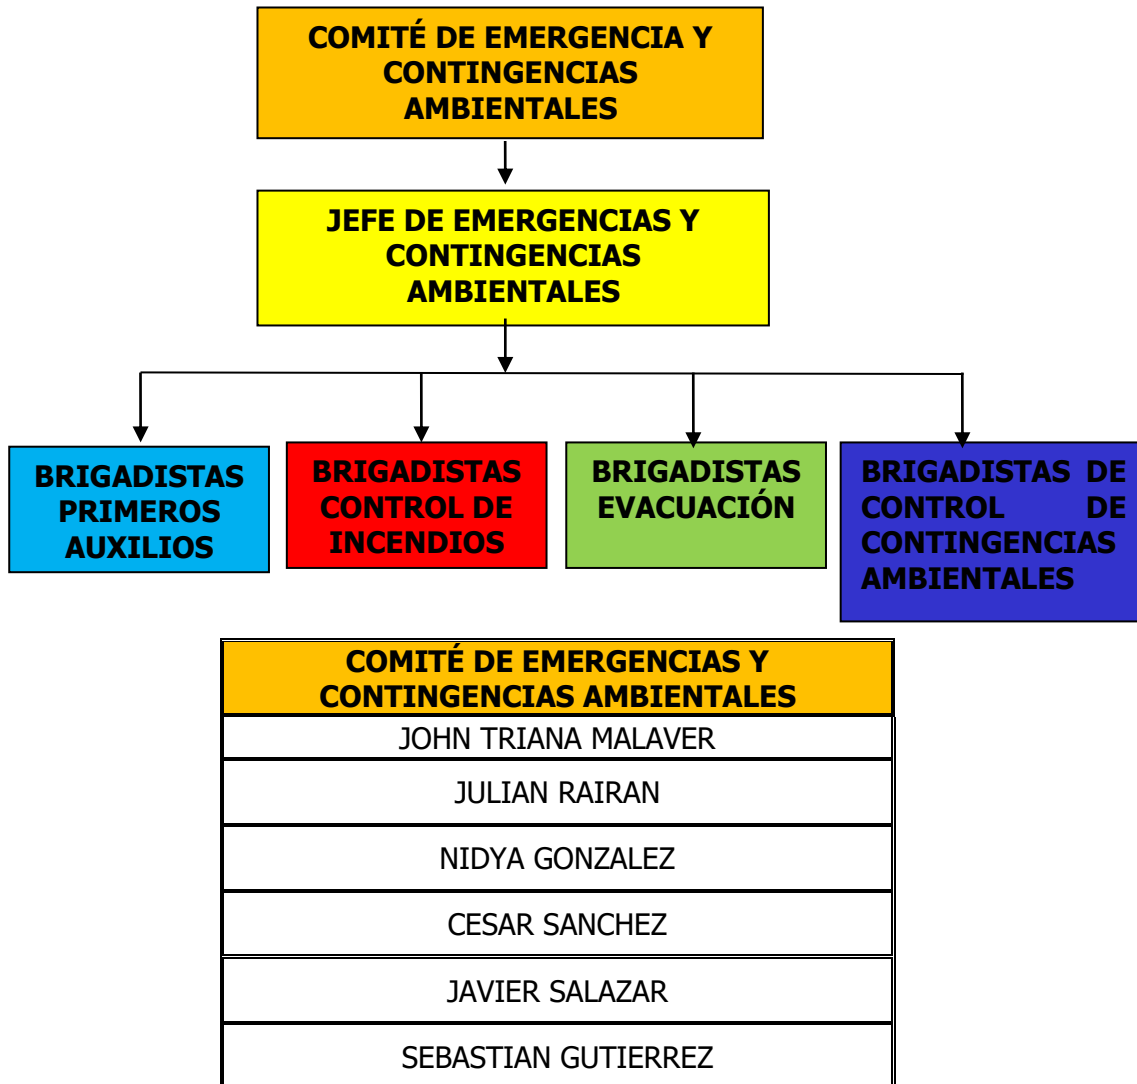 COMITÉ DE EMERGENCIA Y
CONTINGENCIAS
AMBIENTALES
JEFE DE EMERGENCIAS Y
CONTINGENCIAS
AMBIENTALES
BRIGADISTAS
PRIMEROS
AUXILIOS
BRIGADISTAS
CONTROL DE
INCENDIOS
BRIGADISTAS
EVACUACIÓN
BRIGADISTAS DE
CONTROL DE
CONTINGENCIAS
AMBIENTALES
COMITÉ DE EMERGENCIAS Y
CONTINGENCIAS AMBIENTALES
JOHN TRIANA MALAVER
JULIAN RAIRAN
NIDYA GONZALEZ
CESAR SANCHEZ
JAVIER SALAZAR
SEBASTIAN GUTIERREZ